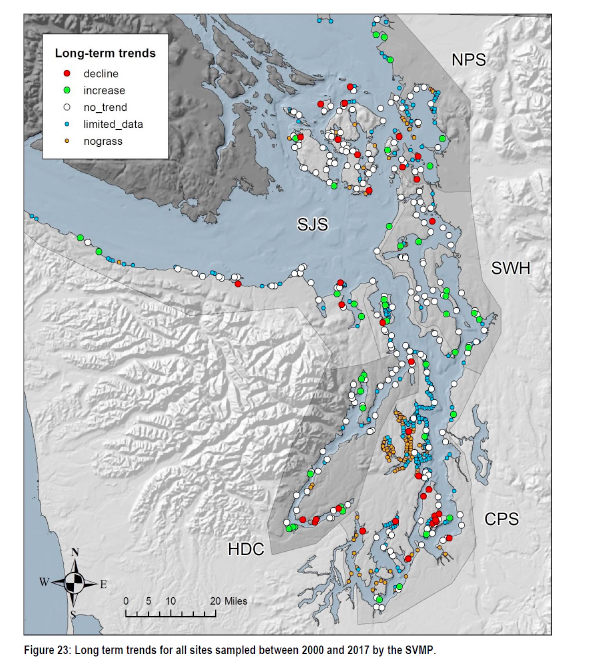 Long-term trends
decline
increase
no_trend
limited_data
nograss
NPS
SJS
SWH
CPS
HDC
N
W
E
S
0 5 10 20 Miles
Figure 23: Long term trends for all sites sampled between 2000 and 2017 by the SVMP.